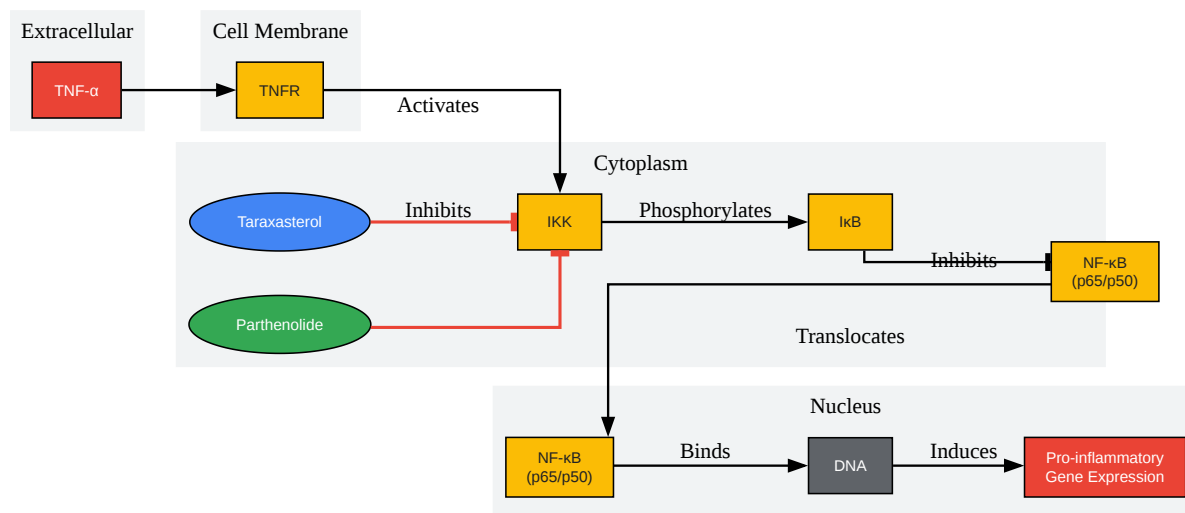 Extracellular
Cell Membrane
TNF-α
TNFR
Activates
Cytoplasm
Taraxasterol
Inhibits
IKK
Phosphorylates
IκB
Inhibits
NF-κB
(p65/p50)
Parthenolide
Translocates
Nucleus
NF-κB
(p65/p50)
Binds
DNA
Induces
Pro-inflammatory
Gene Expression